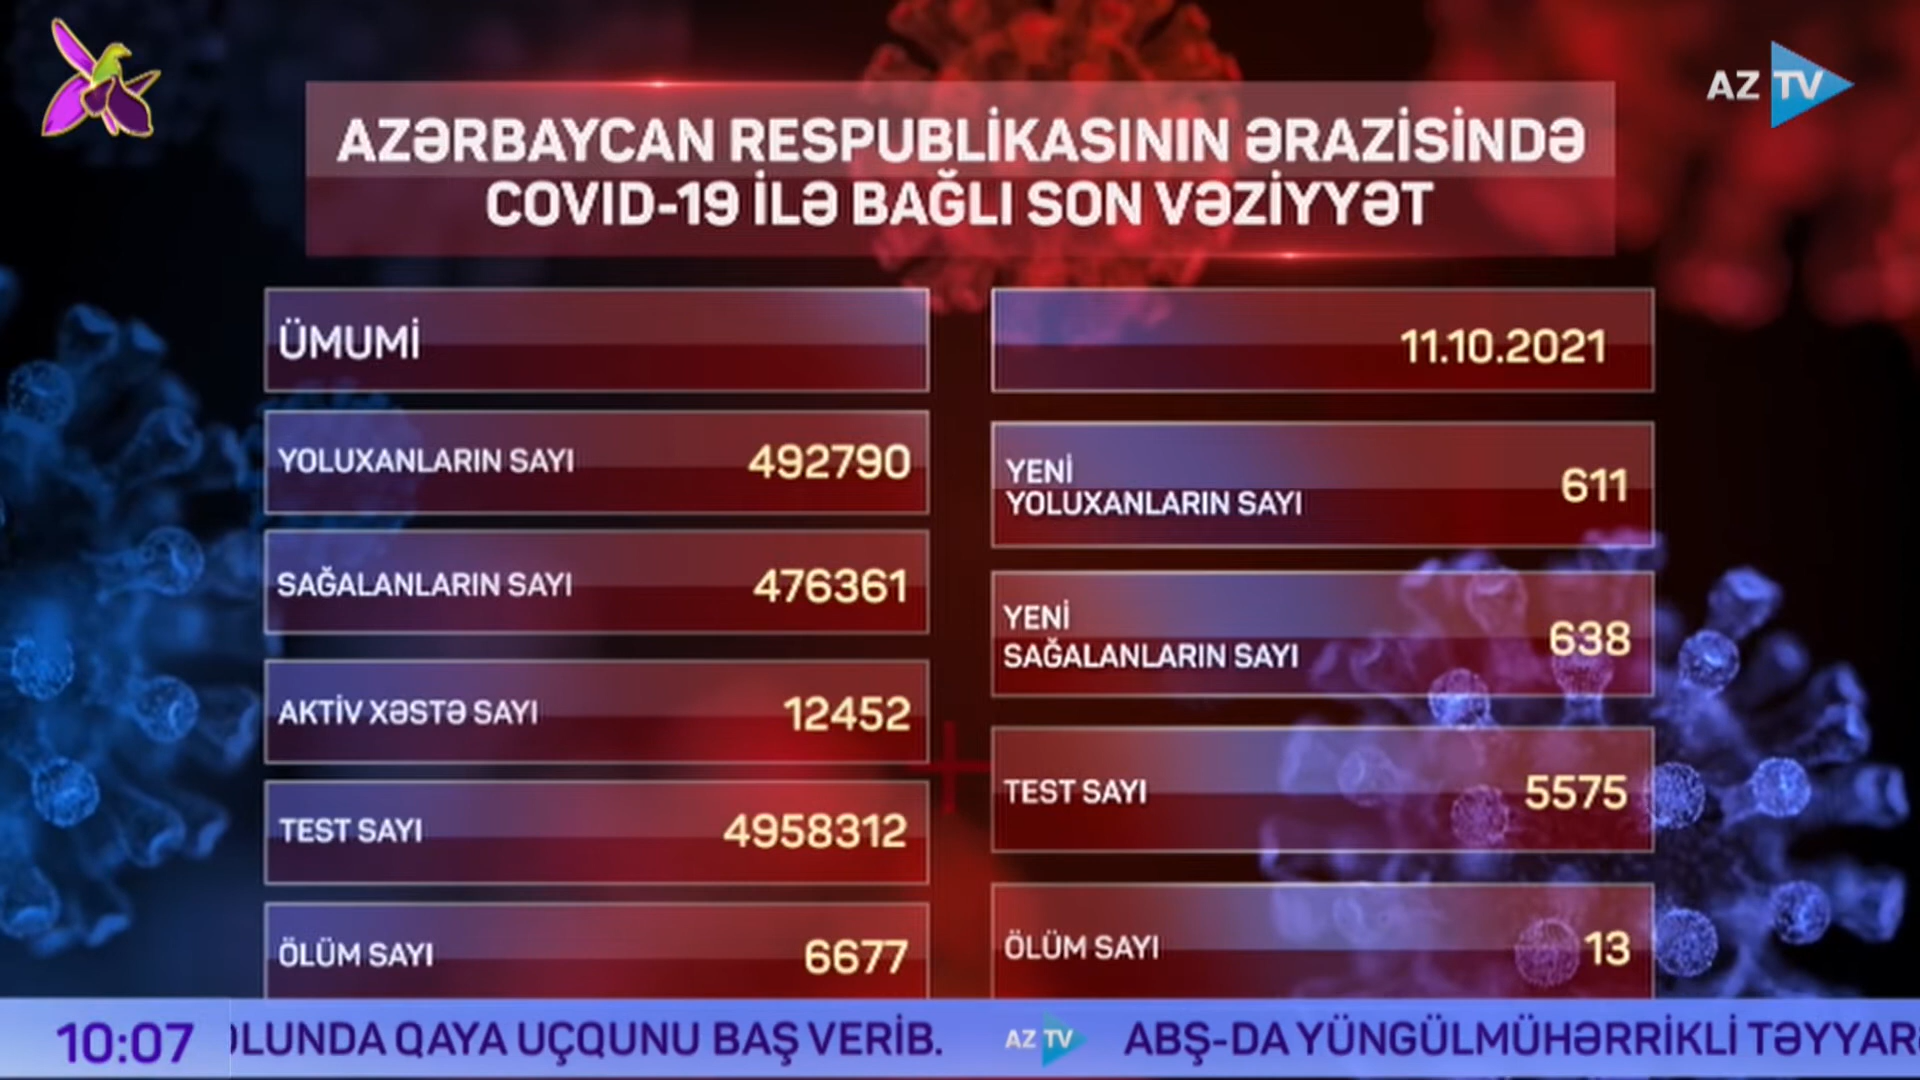 AZ TV
AZƏRBAYCAN RESPUBLİKASININ ƏRAZİSİNDƏ
COVID-19 İLƏ BAĞLI SON VƏZİYYƏT
ÜMUMİ
YOLUXANLARIN SAYI 492790
SAĞALANLARIN SAYI 476361
AKTİV XƏSTƏ SAYI 12452
TEST SAYI 4958312
ÖLÜM SAYI 6677
11.10.2021
YENİ
YOLUXANLARIN SAYI 611
YENİ
SAĞALANLARIN SAYI 638
TEST SAYI 5575
ÖLÜM SAYI 13
10:07 OLUNDA QAYA UÇQUNU BAŞ VERİB. AZ TV ABŞ-DA YÜNGÜLMÜHƏRRİKLİ TƏYYAR